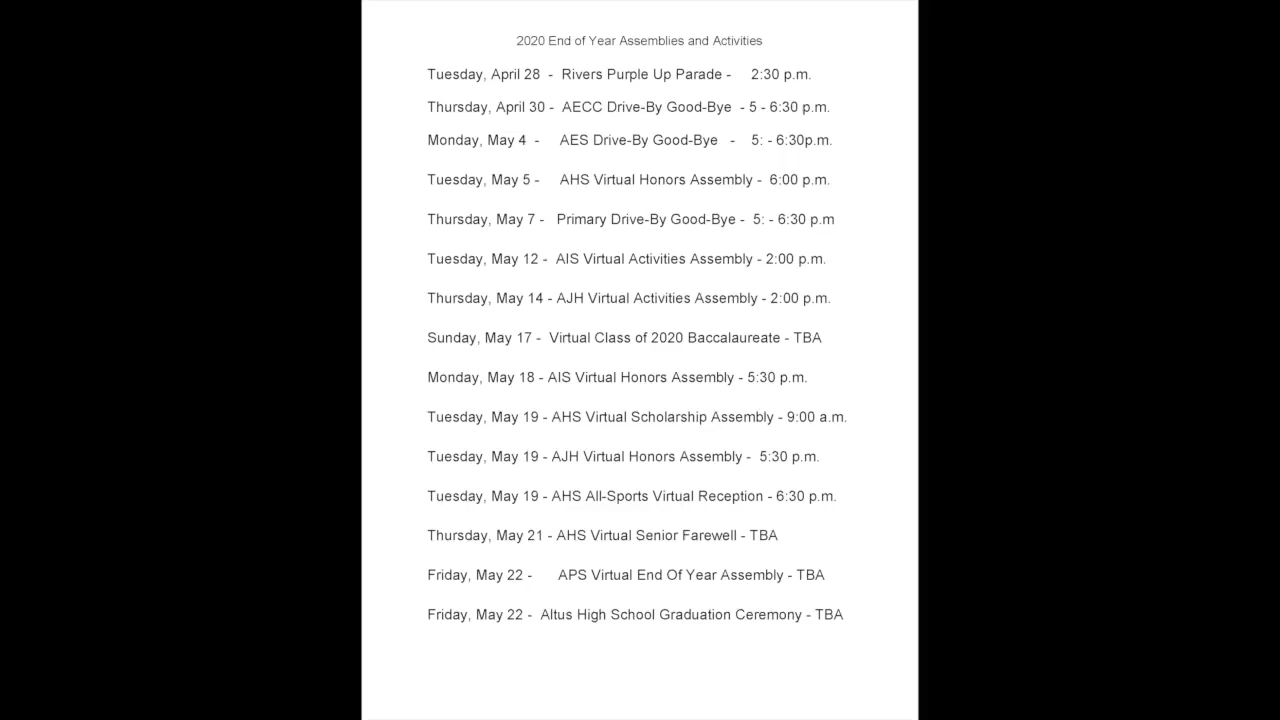 2020 End of Year Assemblies and Activities
Tuesday, April 28 - Rivers Purple Up Parade - 2:30 p.m.
Thursday, April 30 - AECC Drive-By Good-Bye - 5 - 6:30 p.m.
Monday, May 4 - AES Drive-By Good-Bye - 5: - 6:30p.m.
Tuesday, May 5 - AHS Virtual Honors Assembly - 6:00 p.m.
Thursday, May 7 - Primary Drive-By Good-Bye - 5: - 6:30 p.m
Tuesday, May 12 - AIS Virtual Activities Assembly - 2:00 p.m.
Thursday, May 14 - AJH Virtual Activities Assembly - 2:00 p.m.
Sunday, May 17 - Virtual Class of 2020 Baccalaureate - TBA
Monday, May 18 - AIS Virtual Honors Assembly - 5:30 p.m.
Tuesday, May 19 - AHS Virtual Scholarship Assembly - 9:00 a.m.
Tuesday, May 19 - AJH Virtual Honors Assembly - 5:30 p.m.
Tuesday, May 19 - AHS All-Sports Virtual Reception - 6:30 p.m.
Thursday, May 21 - AHS Virtual Senior Farewell - TBA
Friday, May 22 - APS Virtual End Of Year Assembly - TBA
Friday, May 22 - Altus High School Graduation Ceremony - TBA